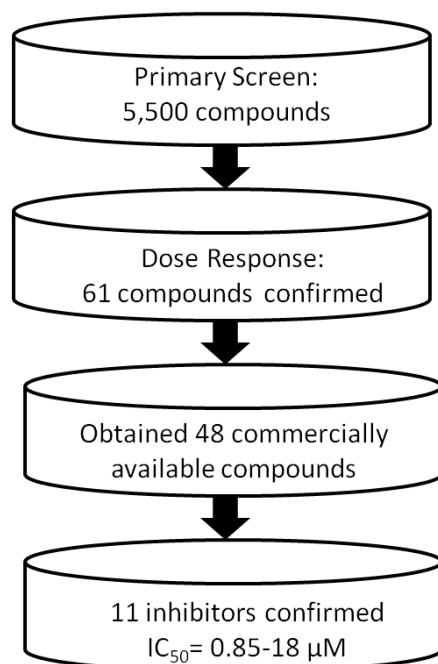 Primary Screen:
5,500 compounds
Dose Response:
61 compounds confirmed
Obtained 48 commercially
available compounds
11 inhibitors confirmed
IC₅₀= 0.85-18 µM